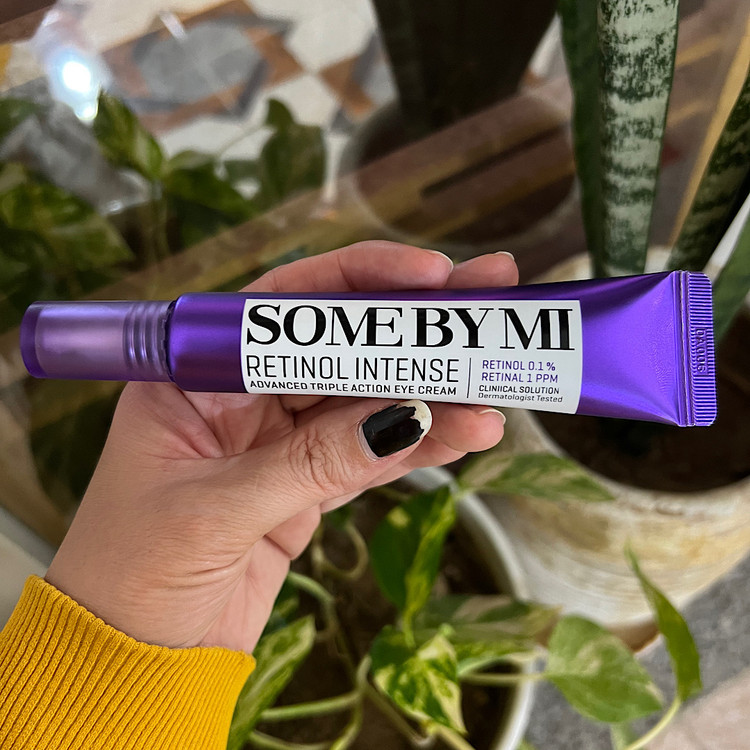 SOME BY MI
RETINOL INTENSE
ADVANCED TRIPLE ACTION EYE CREAM
RETINOL 0.1%
RETINAL 1 PPM
CLINIICAL SOLUTION
Dermatologist Tested